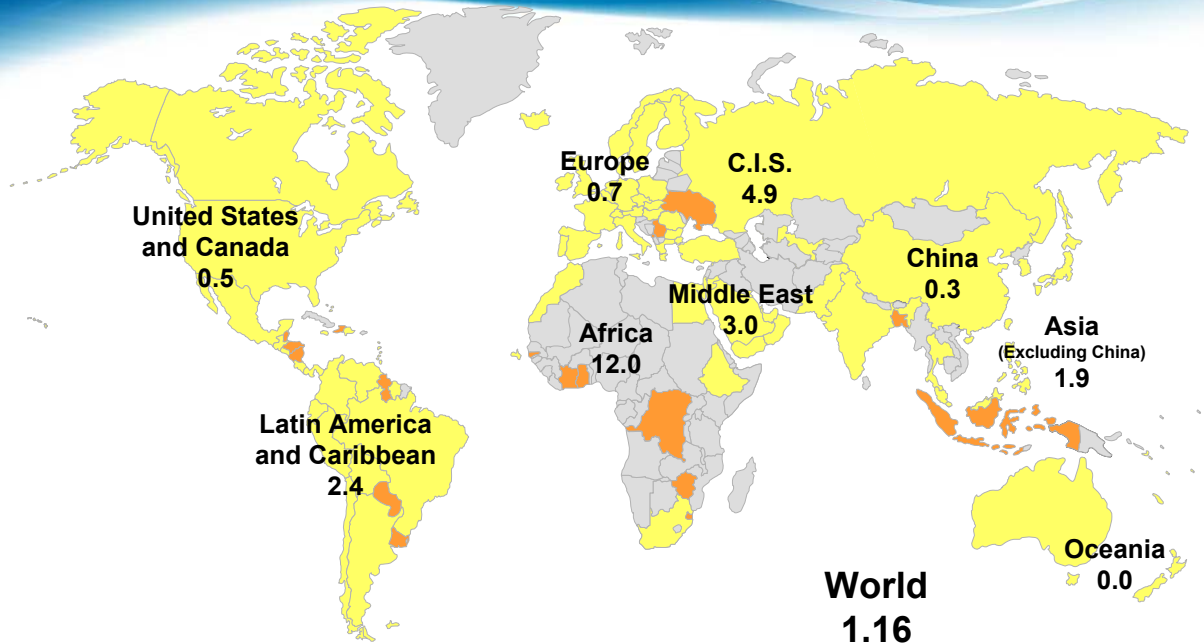 Europe
0.7
C.I.S.
4.9
United States
and Canada
0.5
China
0.3
Middle East
3.0
Africa
12.0
Asia
(Excluding China)
1.9
Latin America
and Caribbean
2.4
Oceania
0.0
World
1.16